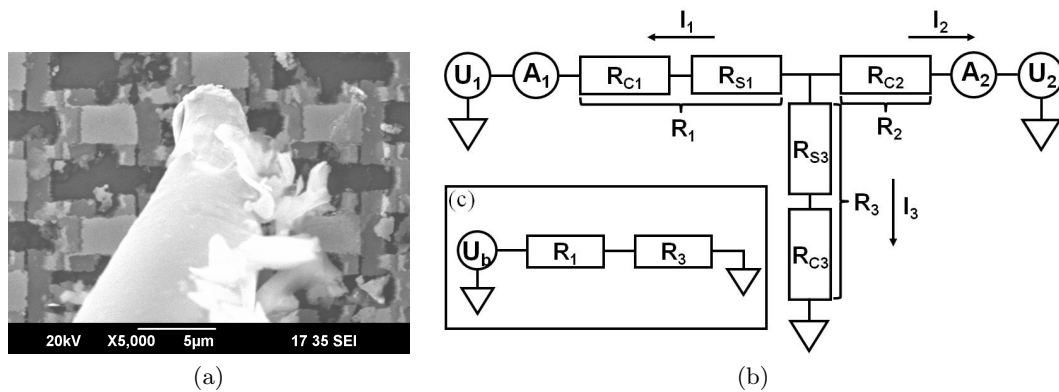 20kV X5,000 5µm 17 35 SEI
(a)
I1 I2
U1 A1 RC1 RS1 RC2 A2 U2
R1 R2
RS3
R3 I3
RC3
(c)
Ub R1 R3
(b)